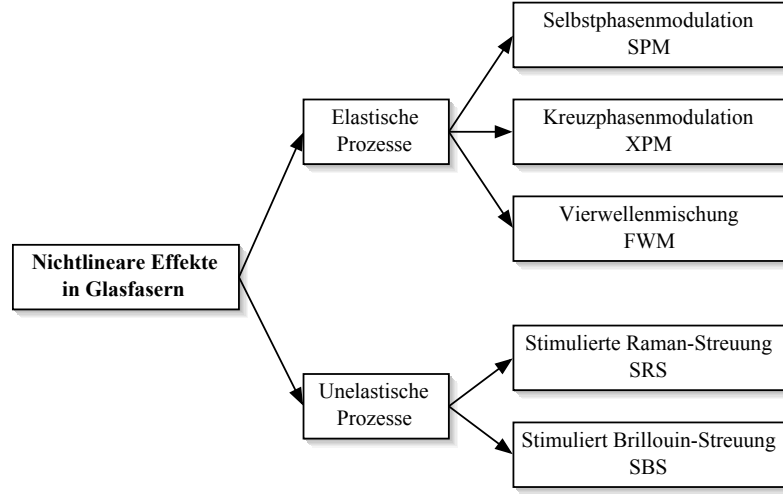 Nichtlineare Effekte
in Glasfasern
Elastische
Prozesse
Selbstphasenmodulation
SPM
Kreuzphasenmodulation
XPM
Vierwellenmischung
FWM
Unelastische
Prozesse
Stimulierte Raman-Streuung
SRS
Stimuliert Brillouin-Streuung
SBS